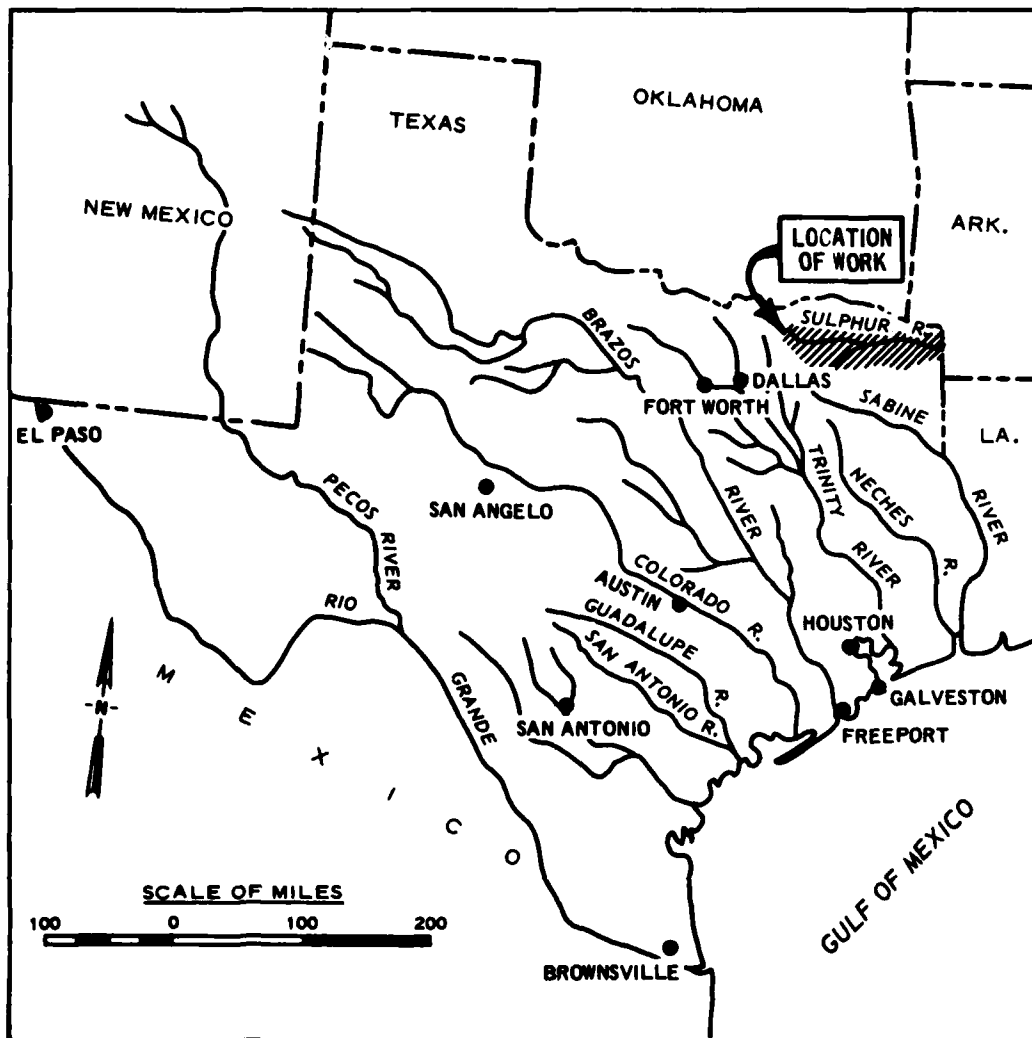 OKLAHOMA
TEXAS
NEW MEXICO
ARK.
LOCATION
OF WORK
SULPHUR R.
BRAZOS
RIVER
DALLAS
FORT WORTH
SABINE
RIVER
LA.
EL PASO
PECOS
RIVER
SAN ANGELO
TRINITY
RIVER
NECHES
R.
COLORADO
R.
AUSTIN
GUADALUPE
R.
SAN ANTONIO R.
HOUSTON
RIO
GRANDE
MEXICO
-N-
SAN ANTONIO
GALVESTON
FREEPORT
GULF OF MEXICO
SCALE OF MILES
100 0 100 200
BROWNSVILLE